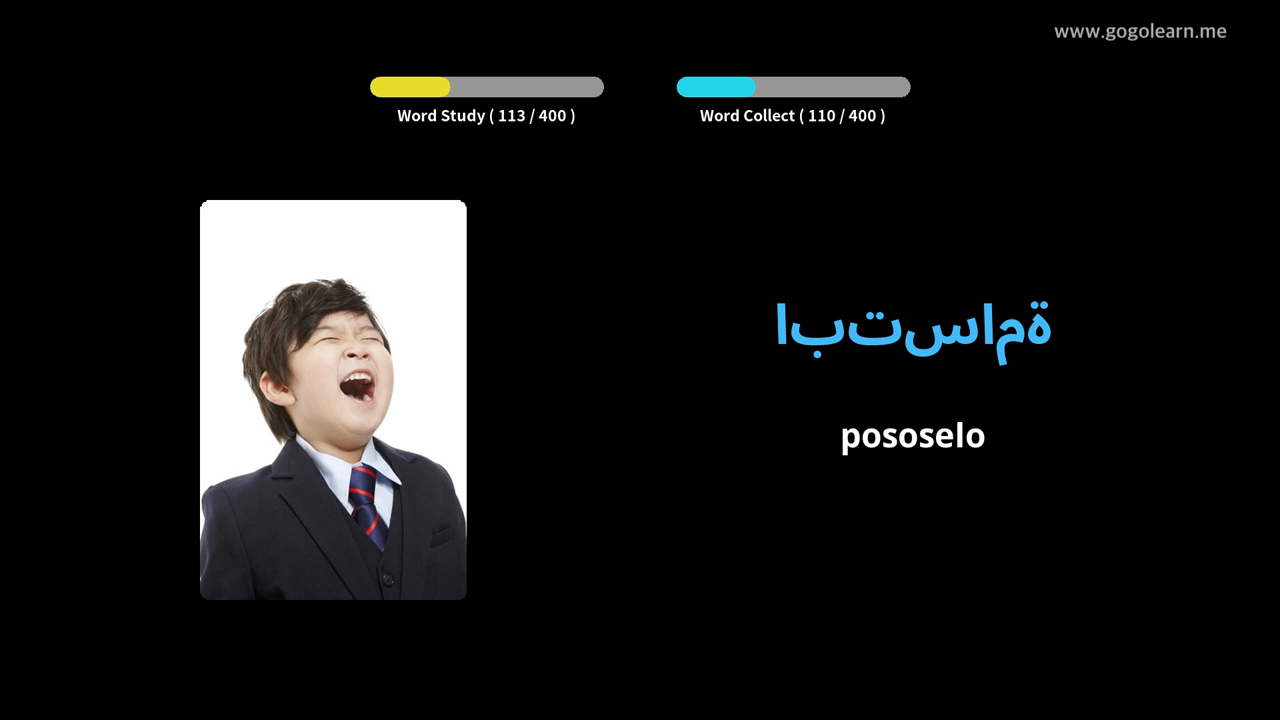 www.gogolearn.me
Word Study ( 113 / 400 )
Word Collect ( 110 / 400 )
ابتسامة
pososelo